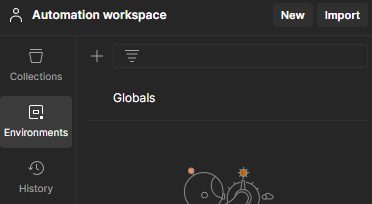 Automation workspace
New
Import
Collections
Environments
Globals
History